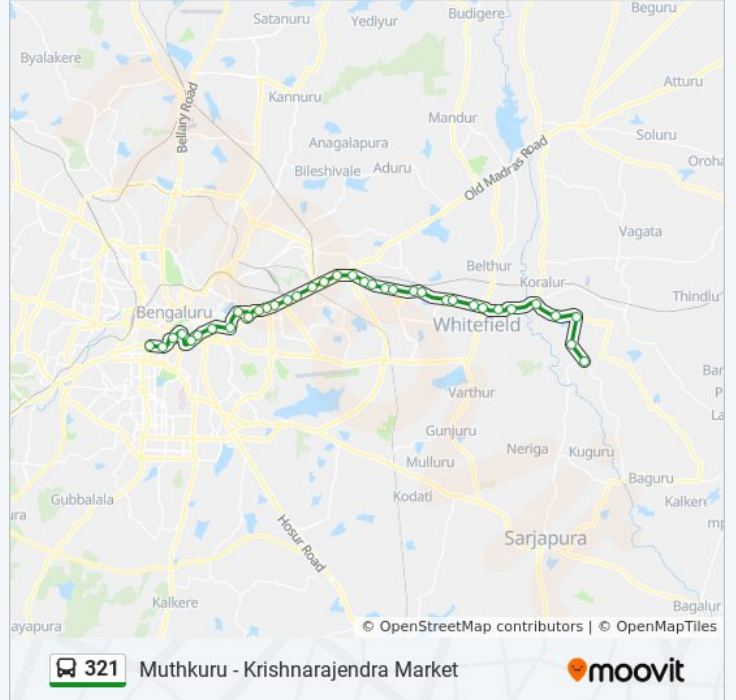 Satanuru
Yediyur
Budigere
Beguru
Byalakere
Atturu
Kannuru
Bellary Road
Mandur
Soluru
Anagalapura
Old Madras Road
Bileshivale
Aduru
Vagata
Belthur
Koralur
Thindlu
Bengaluru
Whitefield
Varthur
Gunjuru
Neriga
Kuguru
Mulluru
Baguru
Gubbalala
Kodati
Kalkere
Hosur Road
Sarjapura
Kalkere
Bagalur
ayapura
© OpenStreetMap contributors | © OpenMapTiles
321 Muthkuru - Krishnarajendra Market
moovit